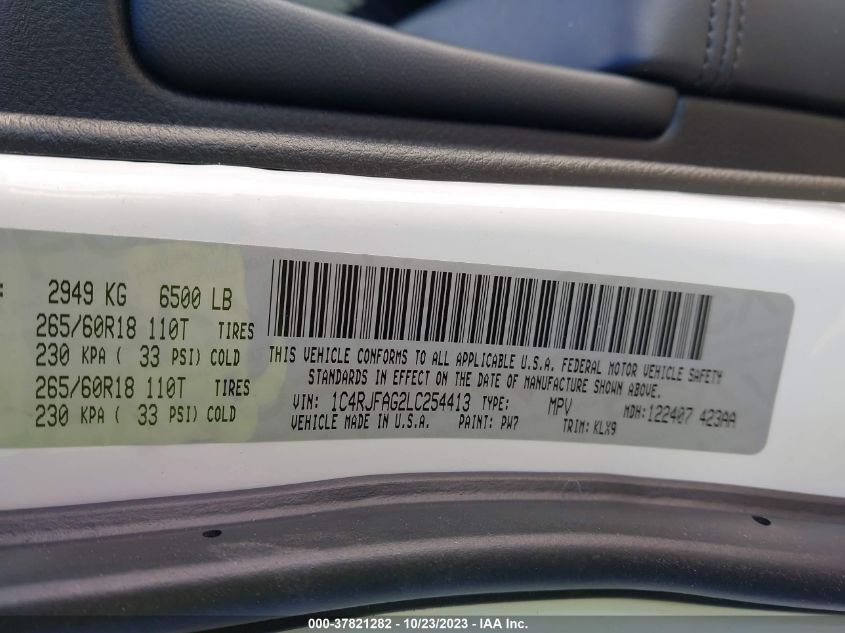 : 2949 KG 6500 LB
265/60R18 110T TIRES
230 KPA ( 33 PSI) COLD
265/60R18 110T TIRES
230 KPA ( 33 PSI) COLD
THIS VEHICLE CONFORMS TO ALL APPLICABLE U.S.A. FEDERAL MOTOR VEHICLE SAFETY
STANDARDS IN EFFECT ON THE DATE OF MANUFACTURE SHOWN ABOVE.
VIN: 1C4RJFAG2LC254413 TYPE: MPV MDH:122407 423AA
VEHICLE MADE IN U.S.A. PAINT: PW7 TRIM: KLX9
000-37821282 - 10/23/2023 - IAA Inc.